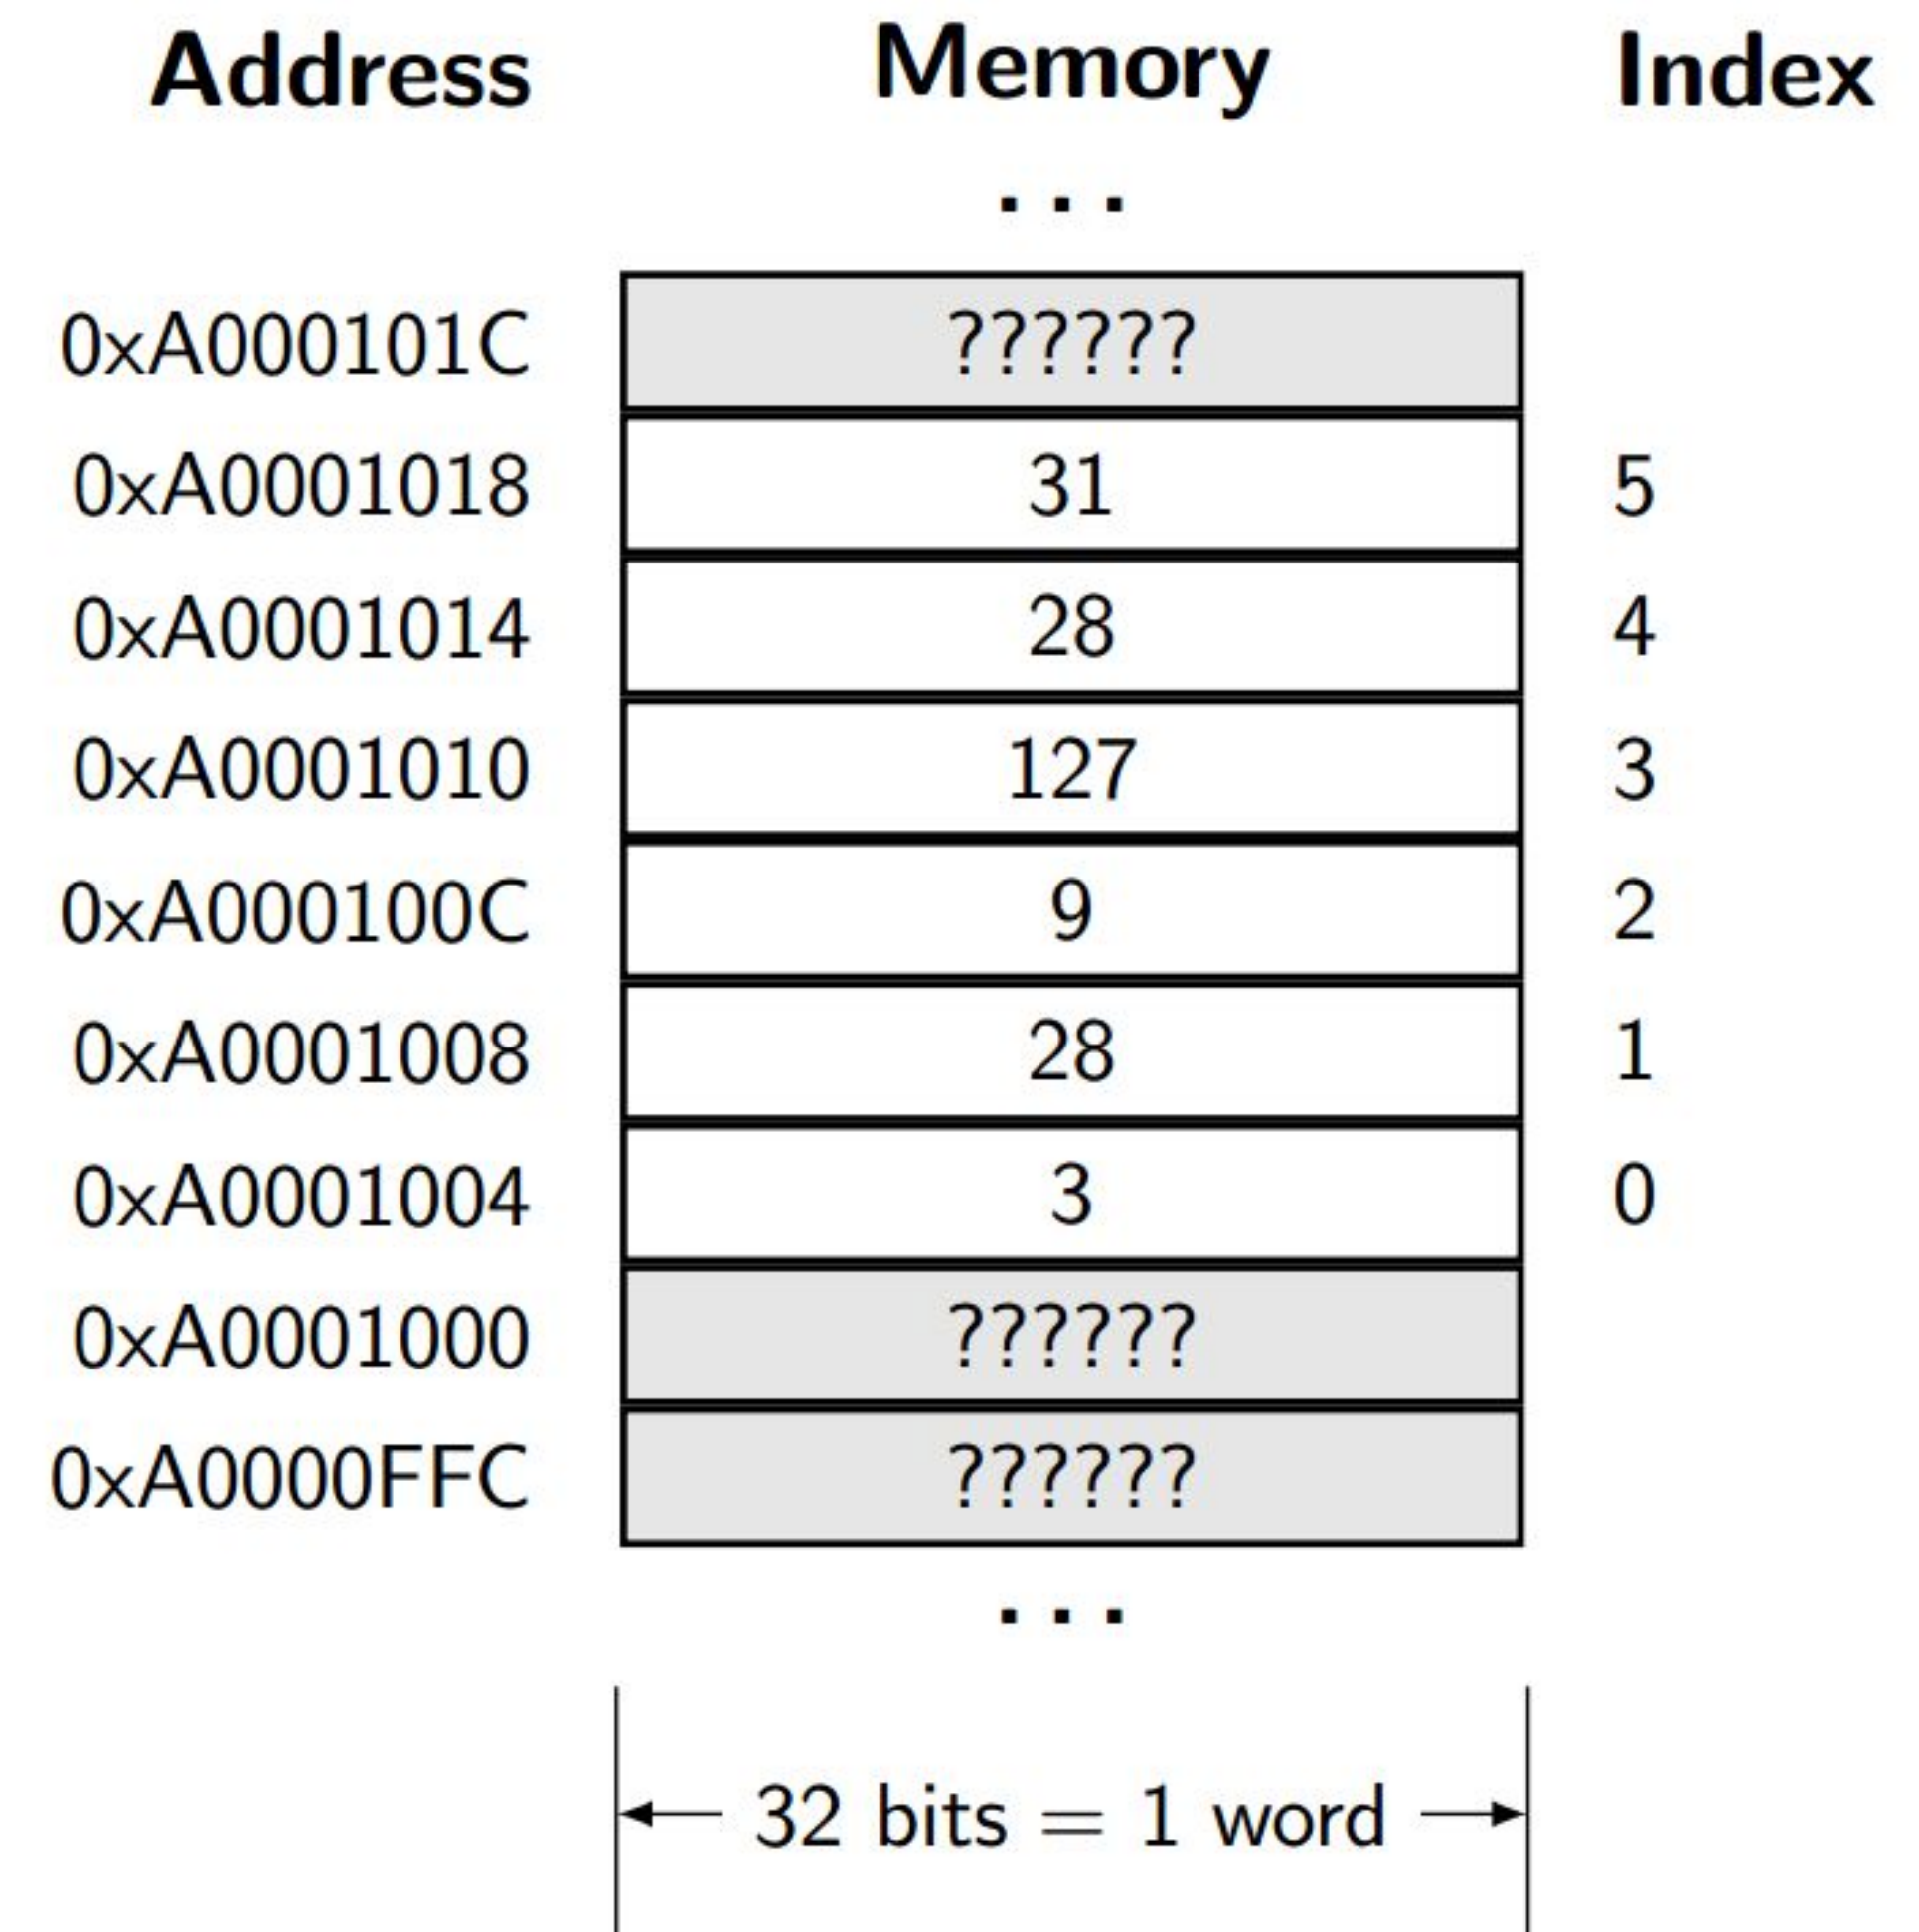 Address Memory Index
...
0xA000101C ??????
0xA0001018 31 5
0xA0001014 28 4
0xA0001010 127 3
0xA000100C 9 2
0xA0001008 28 1
0xA0001004 3 0
0xA0001000 ??????
0xA0000FFC ??????
...
32 bits = 1 word